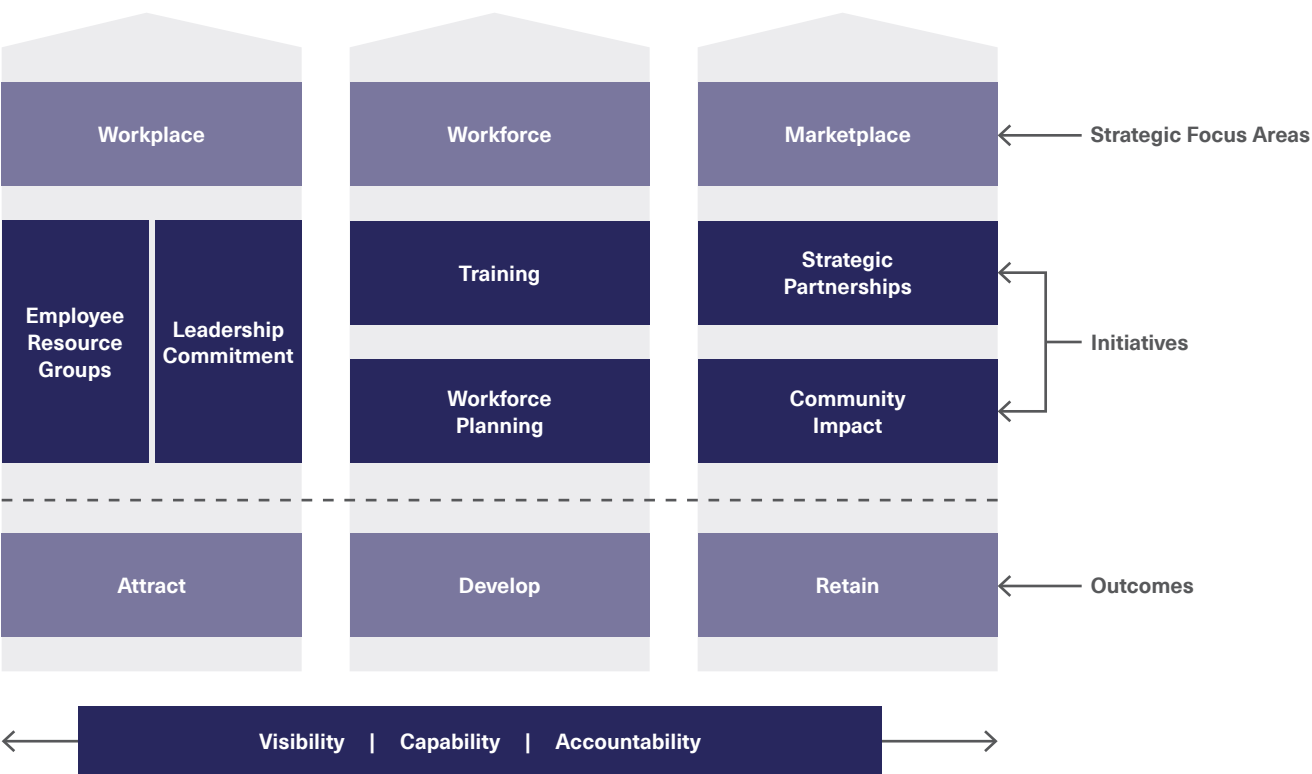 Workplace
Workforce
Marketplace
Strategic Focus Areas
Employee
Resource
Groups
Leadership
Commitment
Training
Strategic
Partnerships
Initiatives
Workforce
Planning
Community
Impact
Attract
Develop
Retain
Outcomes
Visibility | Capability | Accountability